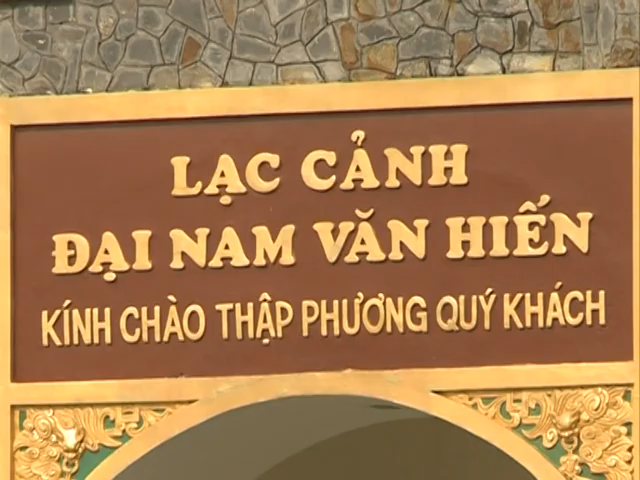 LẠC CẢNH
ĐẠI NAM VĂN HIẾN
KÍNH CHÀO THẬP PHƯƠNG QUÝ KHÁCH